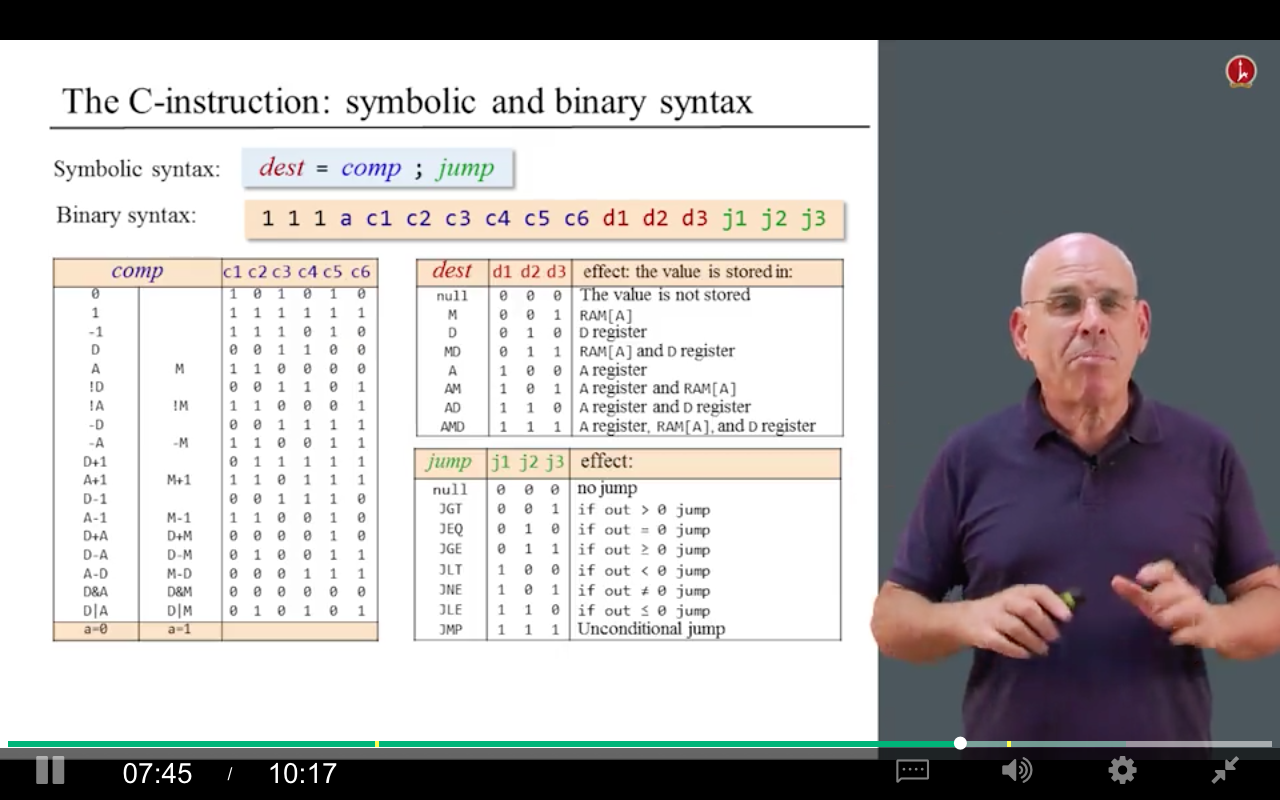 The C-instruction: symbolic and binary syntax
Symbolic syntax: dest = comp ; jump
Binary syntax: 1 1 1 a c1 c2 c3 c4 c5 c6 d1 d2 d3 j1 j2 j3
comp c1 c2 c3 c4 c5 c6
0 1 0 1 0 1 0
1 1 1 1 1 1 1
-1 1 1 1 0 1 0
D 0 0 1 1 0 0
A M 1 1 0 0 0 0
!D 0 0 1 1 0 1
!A !M 1 1 0 0 0 1
-D 0 0 1 1 1 1
-A -M 1 1 0 0 1 1
D+1 0 1 1 1 1 1
A+1 M+1 1 1 0 1 1 1
D-1 0 0 1 1 1 0
A-1 M-1 1 1 0 0 1 0
D+A D+M 0 0 0 0 1 0
D-A D-M 0 1 0 0 1 1
A-D M-D 0 0 0 1 1 1
D&A D&M 0 0 0 0 0 0
D|A D|M 0 1 0 1 0 1
a=0 a=1
dest d1 d2 d3 effect: the value is stored in:
null 0 0 0 The value is not stored
M 0 0 1 RAM[A]
D 0 1 0 D register
MD 0 1 1 RAM[A] and D register
A 1 0 0 A register
AM 1 0 1 A register and RAM[A]
AD 1 1 0 A register and D register
AMD 1 1 1 A register, RAM[A], and D register
jump j1 j2 j3 effect:
null 0 0 0 no jump
JGT 0 0 1 if out > 0 jump
JEQ 0 1 0 if out = 0 jump
JGE 0 1 1 if out ≥ 0 jump
JLT 1 0 0 if out < 0 jump
JNE 1 0 1 if out ≠ 0 jump
JLE 1 1 0 if out ≤ 0 jump
JMP 1 1 1 Unconditional jump
07:45 / 10:17